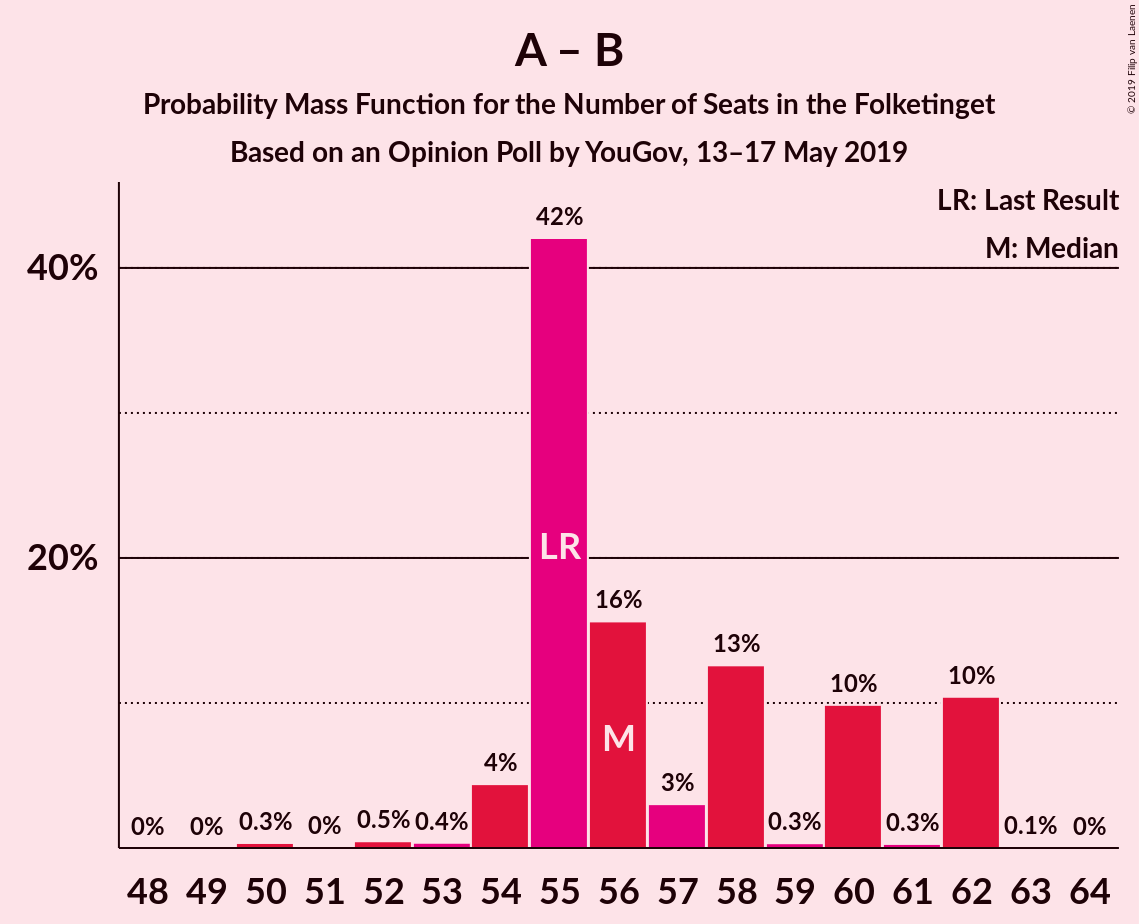 A – B
Probability Mass Function for the Number of Seats in the Folketinget
Based on an Opinion Poll by YouGov, 13–17 May 2019
© 2019 Filip van Laenen
LR: Last Result
M: Median
40%
20%
0%
0%
0.3%
0%
0.5%
0.4%
4%
42%
16%
3%
13%
0.3%
10%
0.3%
10%
0.1%
0%
LR
M
48 49 50 51 52 53 54 55 56 57 58 59 60 61 62 63 64